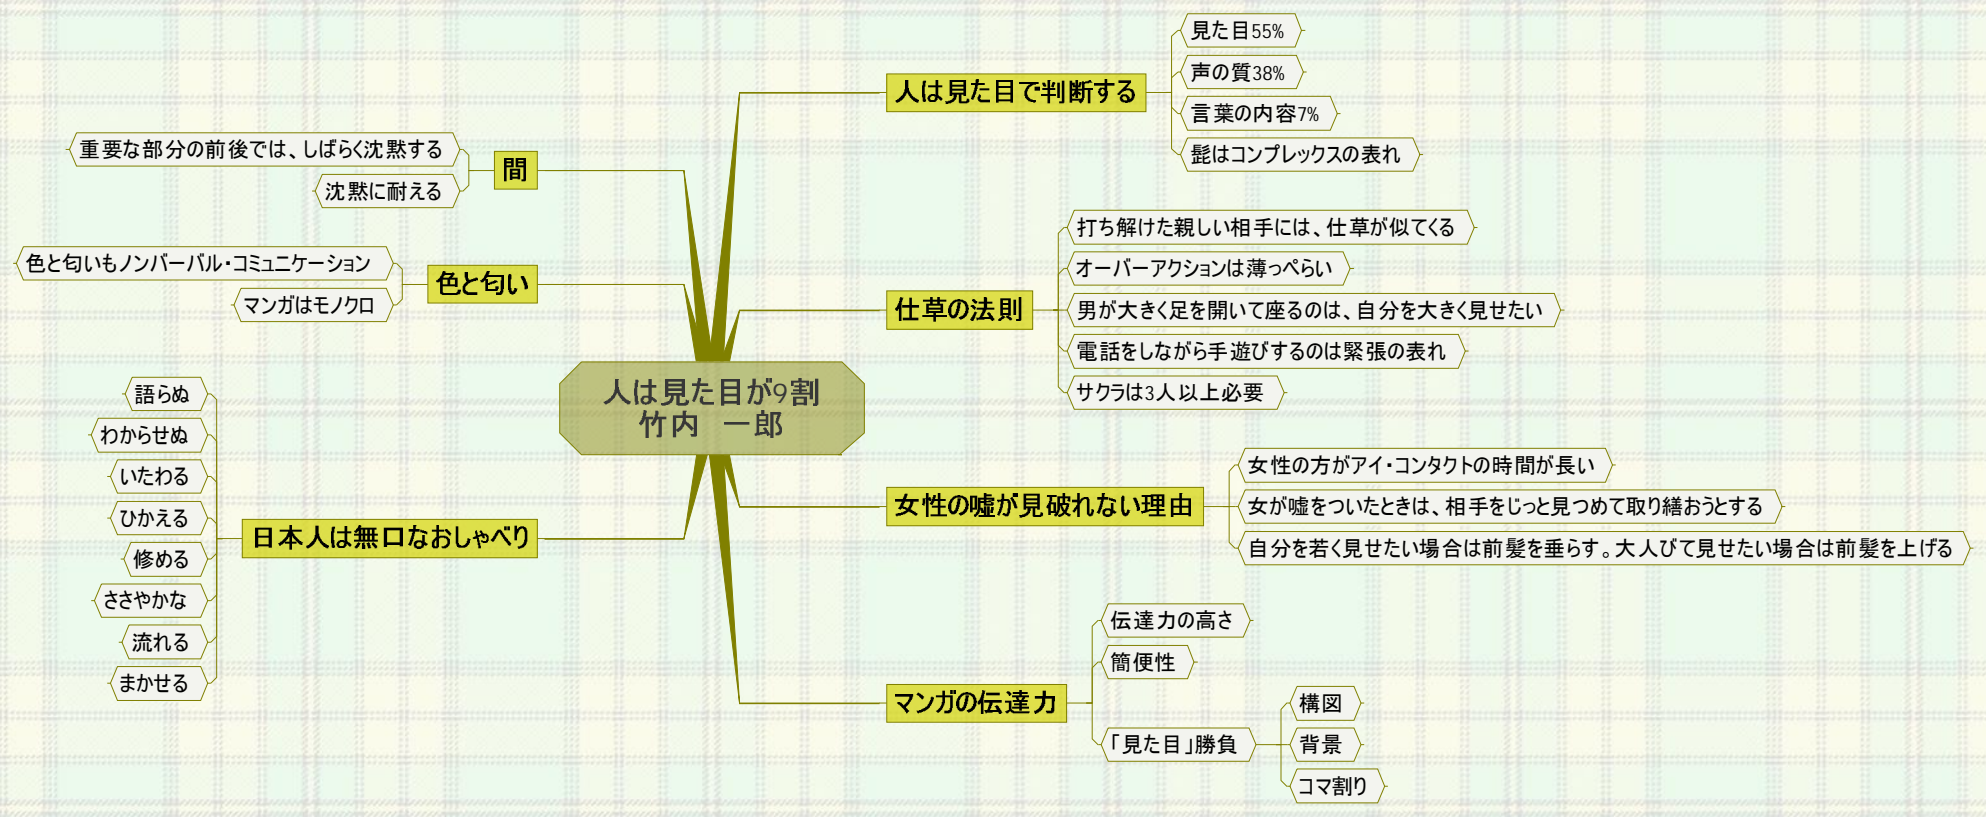 人は見た目が9割
竹内 一郎
人は見た目で判断する
見た目55%
声の質38%
言葉の内容7%
髭はコンプレックスの表れ
仕草の法則
打ち解けた親しい相手には、仕草が似てくる
オーバーアクションは薄っぺらい
男が大きく足を開いて座るのは、自分を大きく見せたい
電話をしながら手遊びするのは緊張の表れ
サクラは3人以上必要
女性の嘘が見破れない理由
女性の方がアイ・コンタクトの時間が長い
女が嘘をついたときは、相手をじっと見つめて取り繕おうとする
自分を若く見せたい場合は前髪を垂らす。大人びて見せたい場合は前髪を上げる
マンガの伝達力
伝達力の高さ
簡便性
「見た目」勝負
構図
背景
コマ割り
間
重要な部分の前後では、しばらく沈黙する
沈黙に耐える
色と匂い
色と匂いもノンバーバル・コミュニケーション
マンガはモノクロ
日本人は無口なおしゃべり
語らぬ
わからせぬ
いたわる
ひかえる
修める
ささやかな
流れる
まかせる